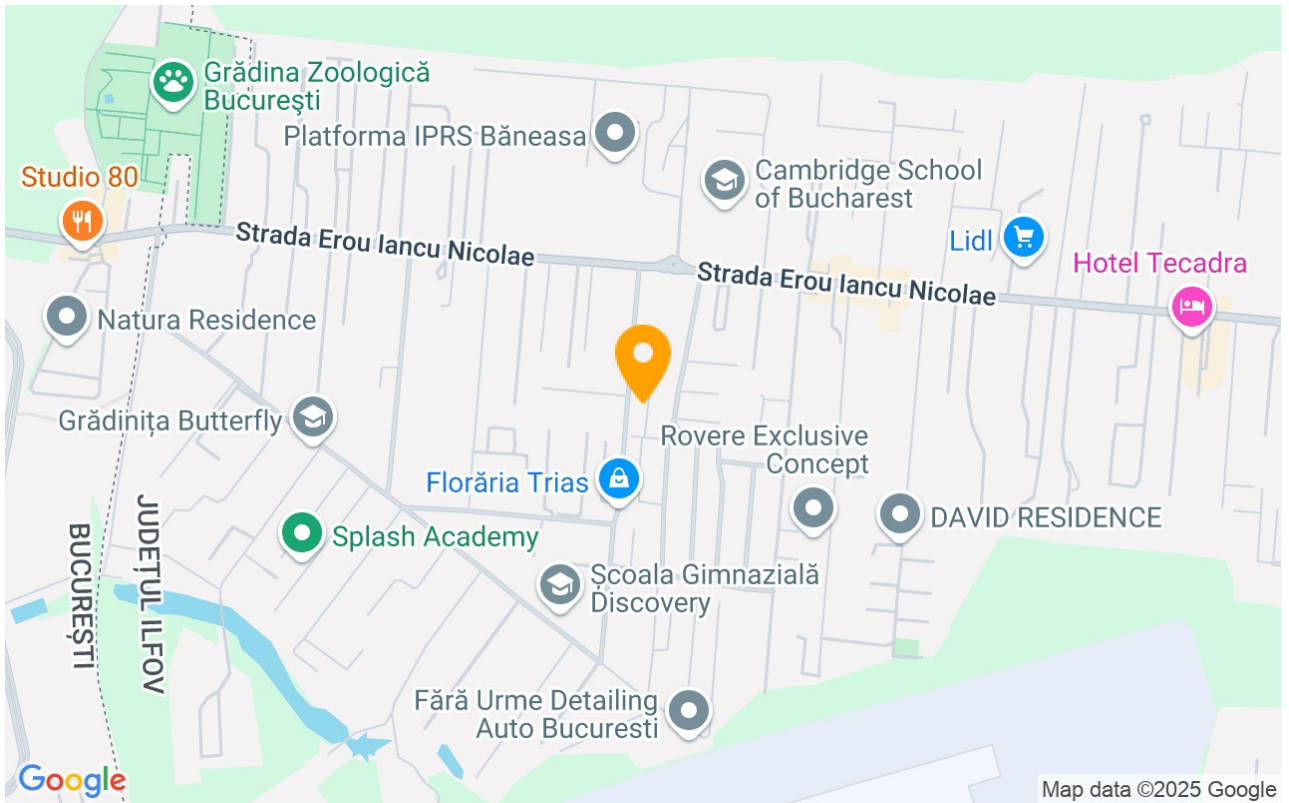 Grădina Zoologică
București
Platforma IPRS Băneasa
Studio 80
Cambridge School
of Bucharest
Strada Erou Iancu Nicolae
Lidl
Hotel Tecadra
Strada Erou Iancu Nicolae
Natura Residence
Grădinița Butterfly
Rovere Exclusive
Concept
Florăria Trias
DAVID RESIDENCE
Splash Academy
JUDEȚUL ILFOV
BUCUREȘTI
Școala Gimnazială
Discovery
Fără Urme Detailing
Auto Bucuresti
Google
Map data ©2025 Google